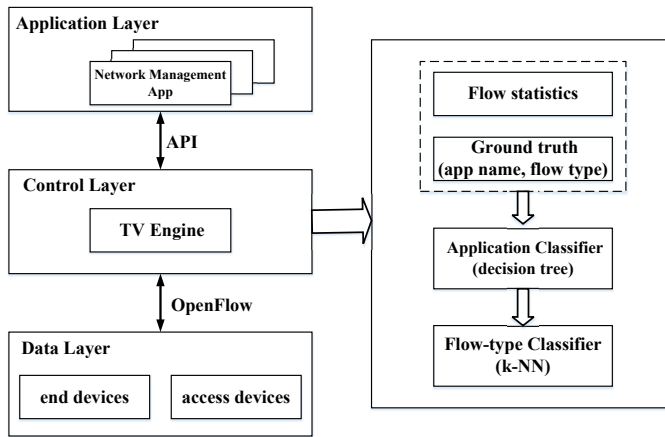 Application Layer
Network Management
App
API
Control Layer
TV Engine
OpenFlow
Data Layer
end devices
access devices
Flow statistics
Ground truth
(app name, flow type)
Application Classifier
(decision tree)
Flow-type Classifier
(k-NN)